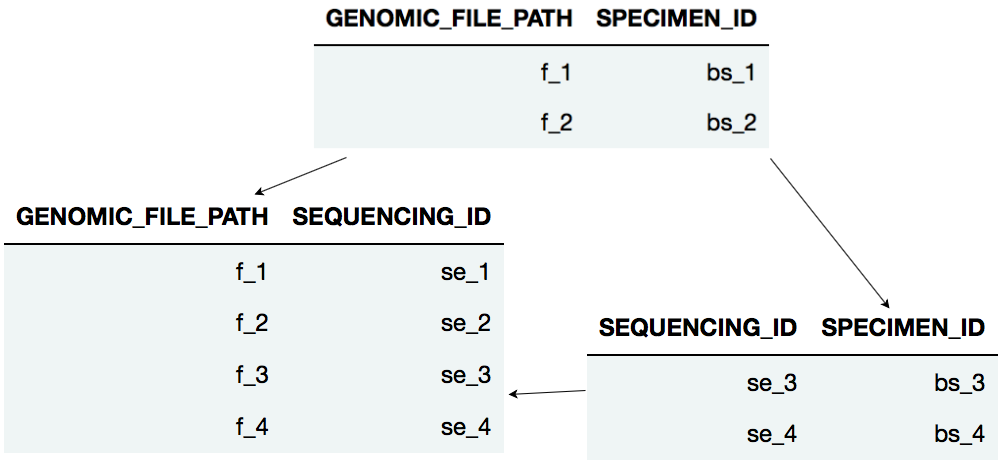 GENOMIC_FILE_PATH SPECIMEN_ID
f_1 bs_1
f_2 bs_2
GENOMIC_FILE_PATH SEQUENCING_ID
f_1 se_1
f_2 se_2
f_3 se_3
f_4 se_4
SEQUENCING_ID SPECIMEN_ID
se_3 bs_3
se_4 bs_4